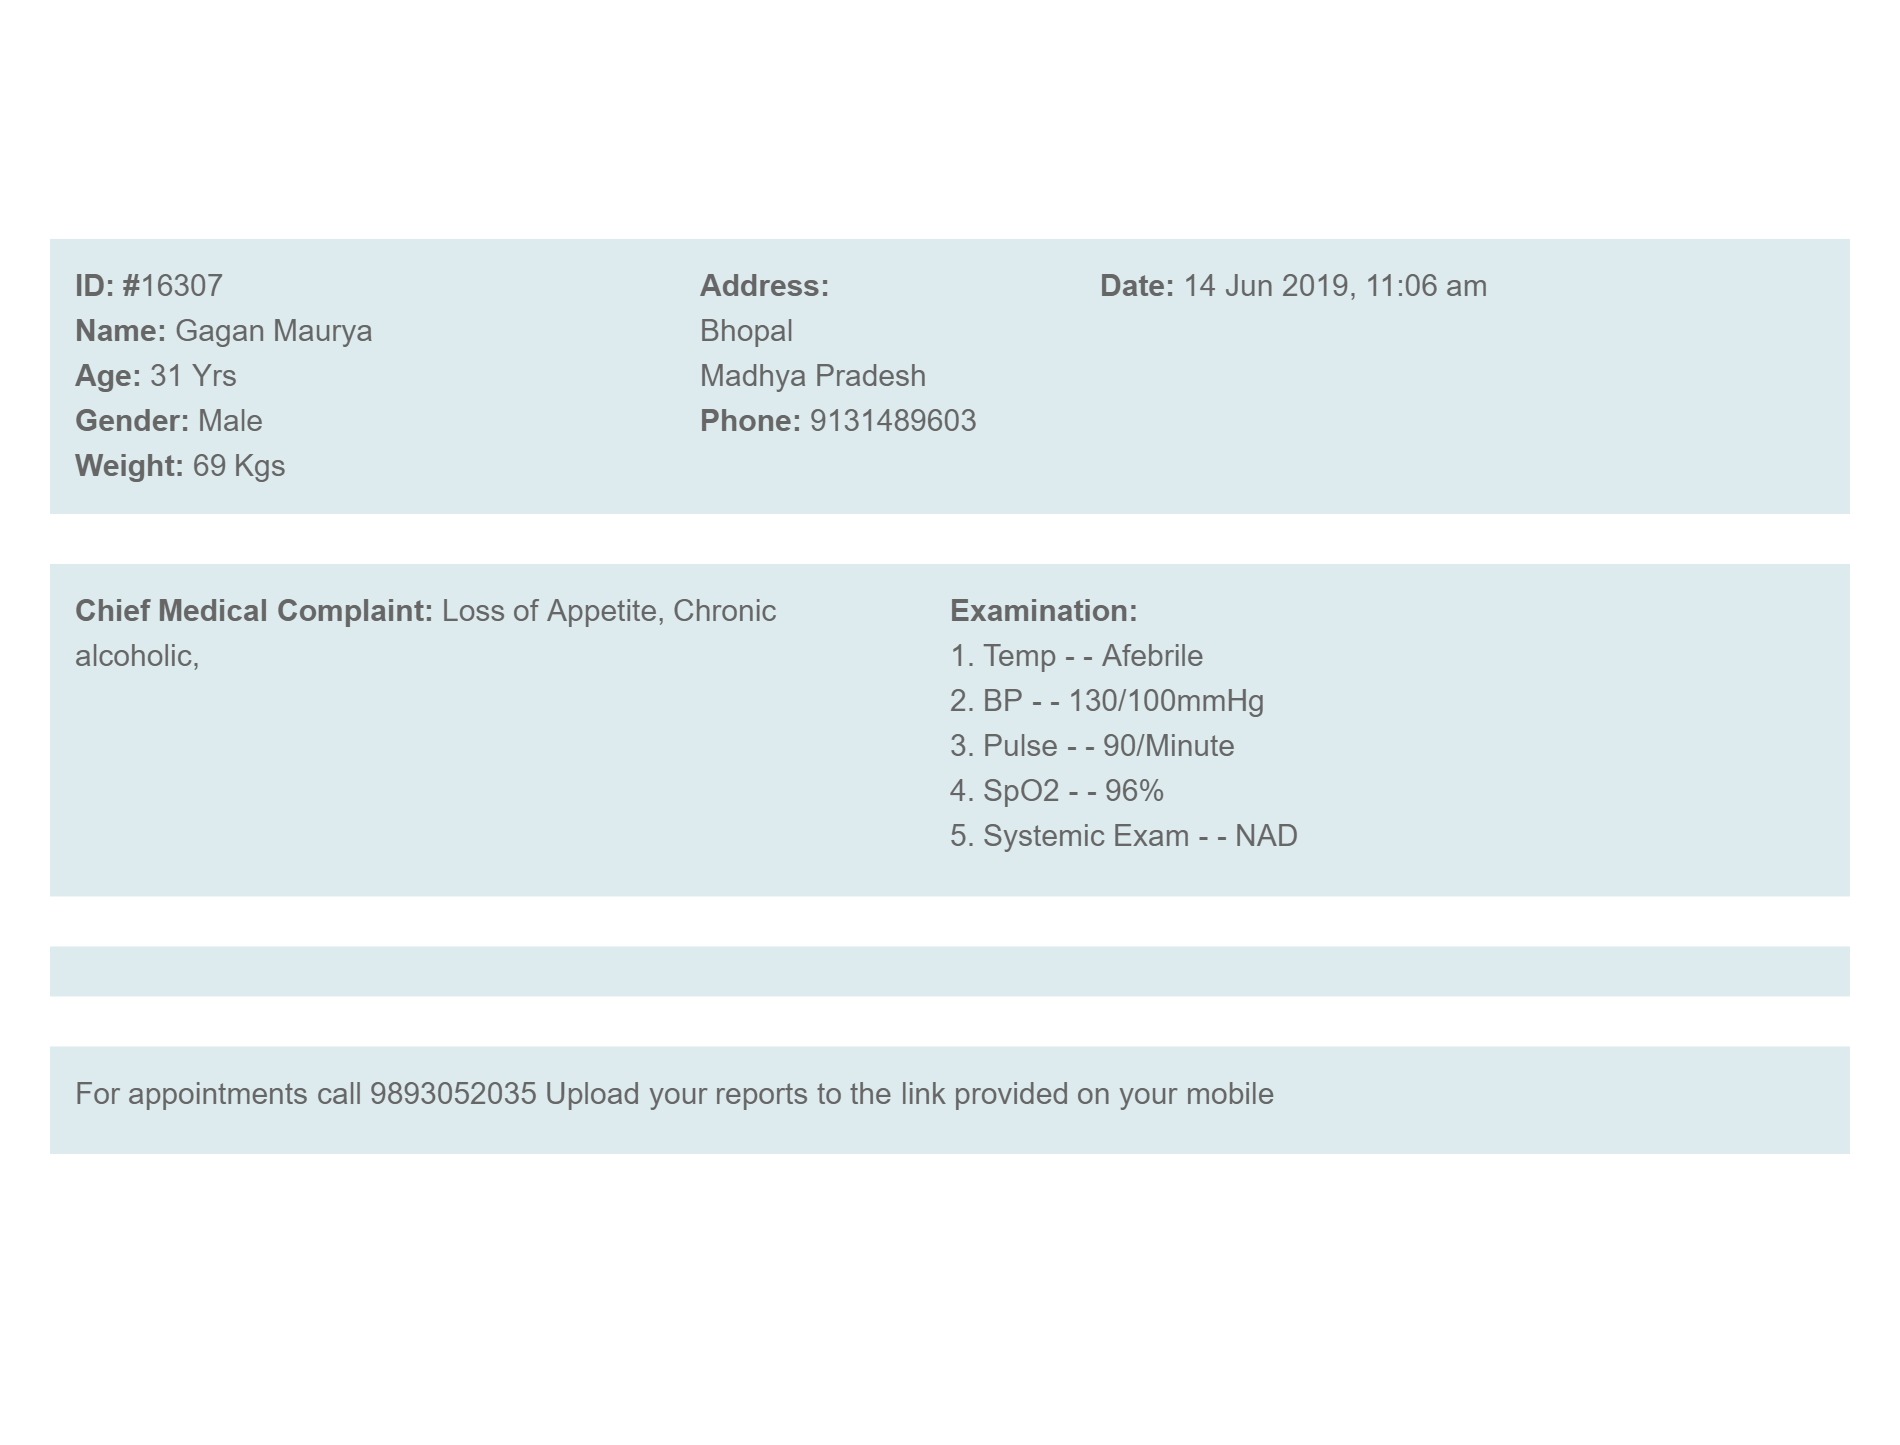 ID: #16307
Name: Gagan Maurya
Age: 31 Yrs
Gender: Male
Weight: 69 Kgs
Address:
Bhopal
Madhya Pradesh
Phone: 9131489603
Date: 14 Jun 2019, 11:06 am
Chief Medical Complaint: Loss of Appetite, Chronic
alcoholic,
Examination:
1. Temp - - Afebrile
2. BP - - 130/100mmHg
3. Pulse - - 90/Minute
4. SpO2 - - 96%
5. Systemic Exam - - NAD
For appointments call 9893052035 Upload your reports to the link provided on your mobile